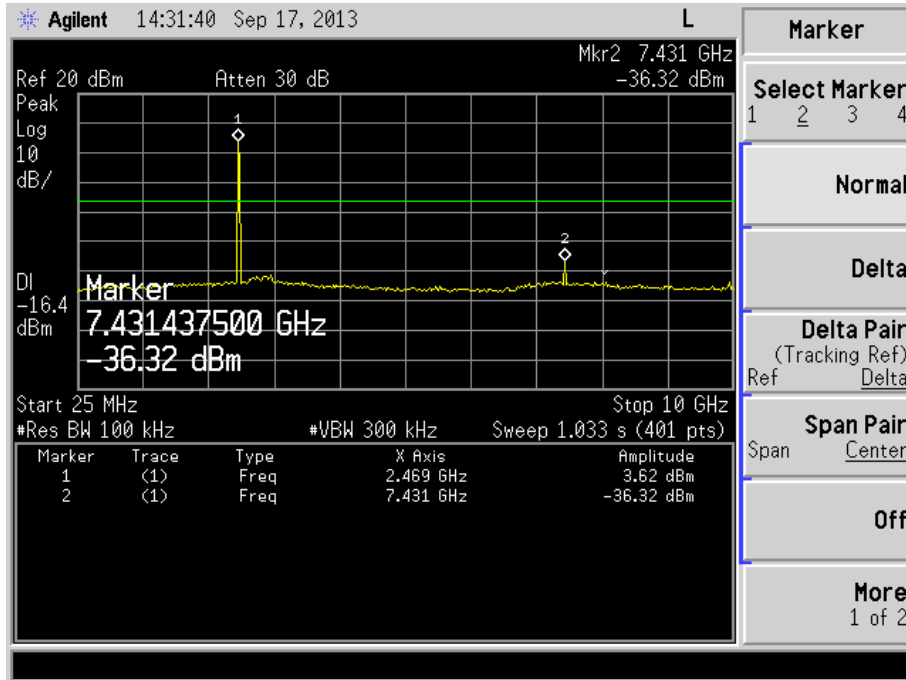 Agilent 14:31:40 Sep 17, 2013 L
Mkr2 7.431 GHz
Ref 20 dBm Atten 30 dB -36.32 dBm
Peak
Log
10
dB/
1
2
DI
-16.4
dBm
Marker
7.431437500 GHz
-36.32 dBm
Start 25 MHz Stop 10 GHz
#Res BW 100 kHz #VBW 300 kHz Sweep 1.033 s (401 pts)
Marker Trace Type X Axis Amplitude
1 (1) Freq 2.469 GHz 3.62 dBm
2 (1) Freq 7.431 GHz -36.32 dBm
Marker
Select Marker
1 2 3 4
Normal
Delta
Delta Pair
(Tracking Ref)
Ref Delta
Span Pair
Span Center
Off
More
1 of 2